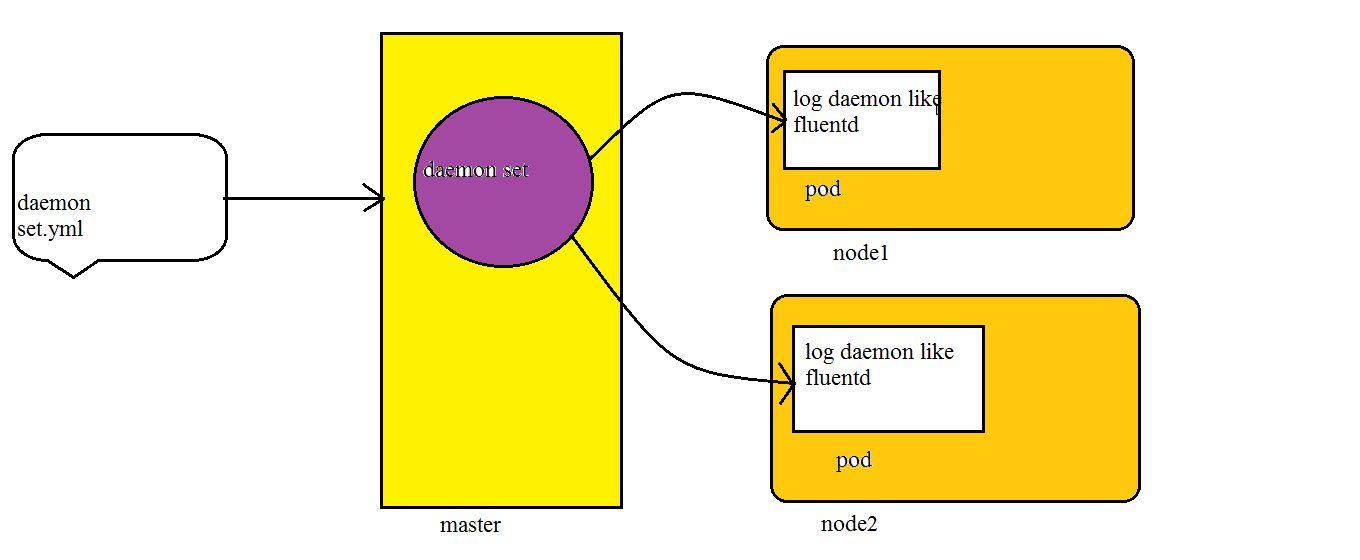 daemon
set.yml
daemon set
master
log daemon like
fluentd
pod
node1
log daemon like
fluentd
pod
node2